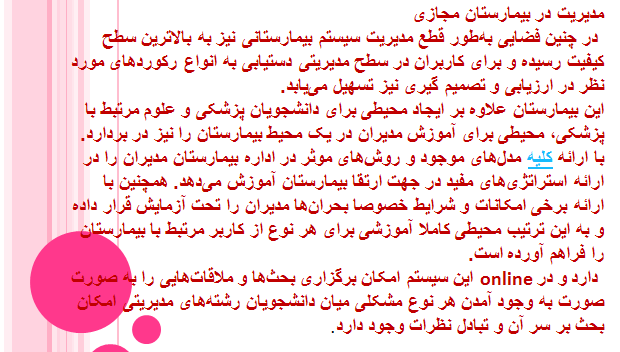 مدیریت در بیمارستان مجازی
در چنین فضایی به‌طور قطع مدیریت سیستم بیمارستانی نیز به بالاترین سطح
کیفیت رسیده و برای کاربران در سطح مدیریتی دستیابی به انواع رکوردهای مورد
نظر در ارزیابی و تصمیم گیری نیز تسهیل می‌یابد.
این بیمارستان علاوه بر ایجاد محیطی برای دانشجویان پزشکی و علوم مرتبط با
پزشکی، محیطی برای آموزش مدیران در یک محیط بیمارستان را نیز در بردارد.
با ارائه کلیه مدل‌های موجود و روش‌های موثر در اداره بیمارستان مدیران را در
ارائه استراتژی‌های مفید در جهت ارتقا بیمارستان آموزش می‌دهد. همچنین با
ارائه برخی امکانات و شرایط خصوصا بحران‌ها مدیران را تحت آزمایش قرار داده
و به این ترتیب محیطی کاملا آموزشی برای هر نوع از کاربر مرتبط با بیمارستان
را فراهم آورده است.
دارد و در online این سیستم امکان برگزاری بحث‌ها و ملاقات‌هایی را به صورت
صورت به وجود آمدن هر نوع مشکلی میان دانشجویان رشته‌های مدیریتی امکان
بحث بر سر آن و تبادل نظرات وجود دارد.